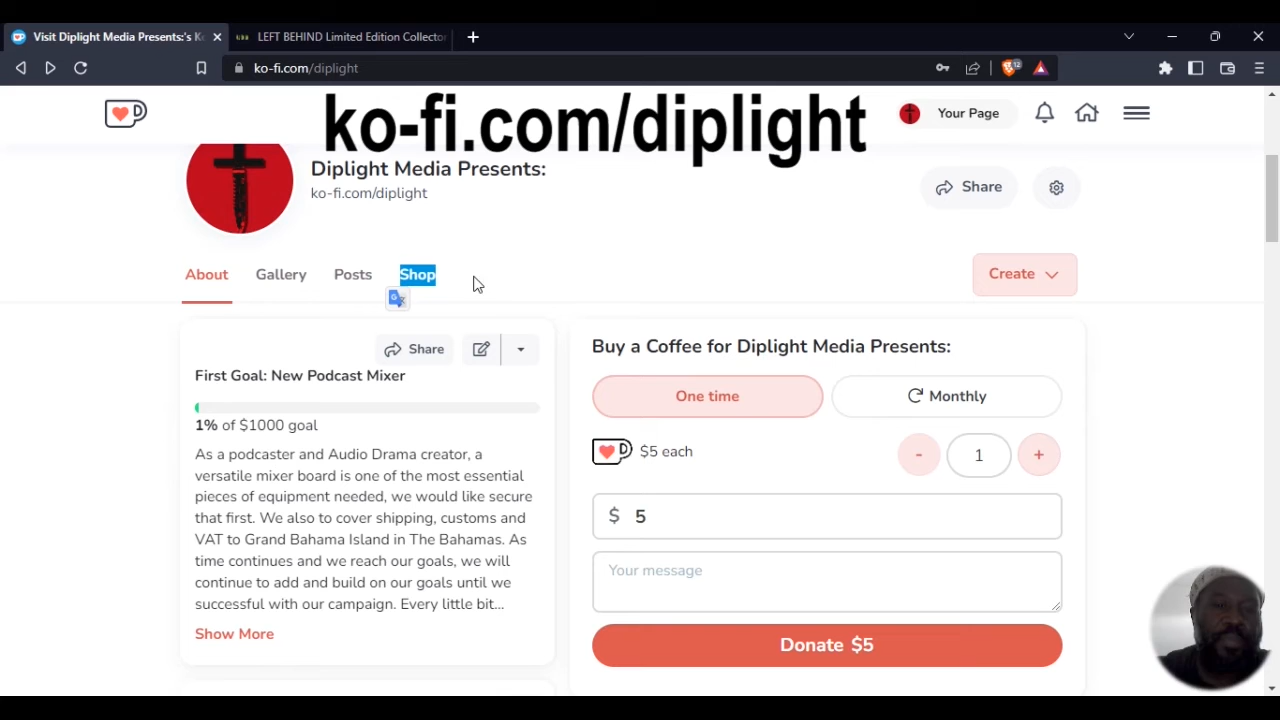 Visit Diplight Media Presents:'s K
LEFT BEHIND Limited Edition Collector
ko-fi.com/diplight
12
ko-fi.com/diplight
Your Page
Diplight Media Presents:
ko-fi.com/diplight
Share
About
Gallery
Posts
Shop
Create
Share
First Goal: New Podcast Mixer
1% of $1000 goal
As a podcaster and Audio Drama creator, a
versatile mixer board is one of the most essential
pieces of equipment needed, we would like secure
that first. We also to cover shipping, customs and
VAT to Grand Bahama Island in The Bahamas. As
time continues and we reach our goals, we will
continue to add and build on our goals until we
successful with our campaign. Every little bit...
Show More
Buy a Coffee for Diplight Media Presents:
One time
Monthly
$5 each
- 1 +
$ 5
Your message
Donate $5